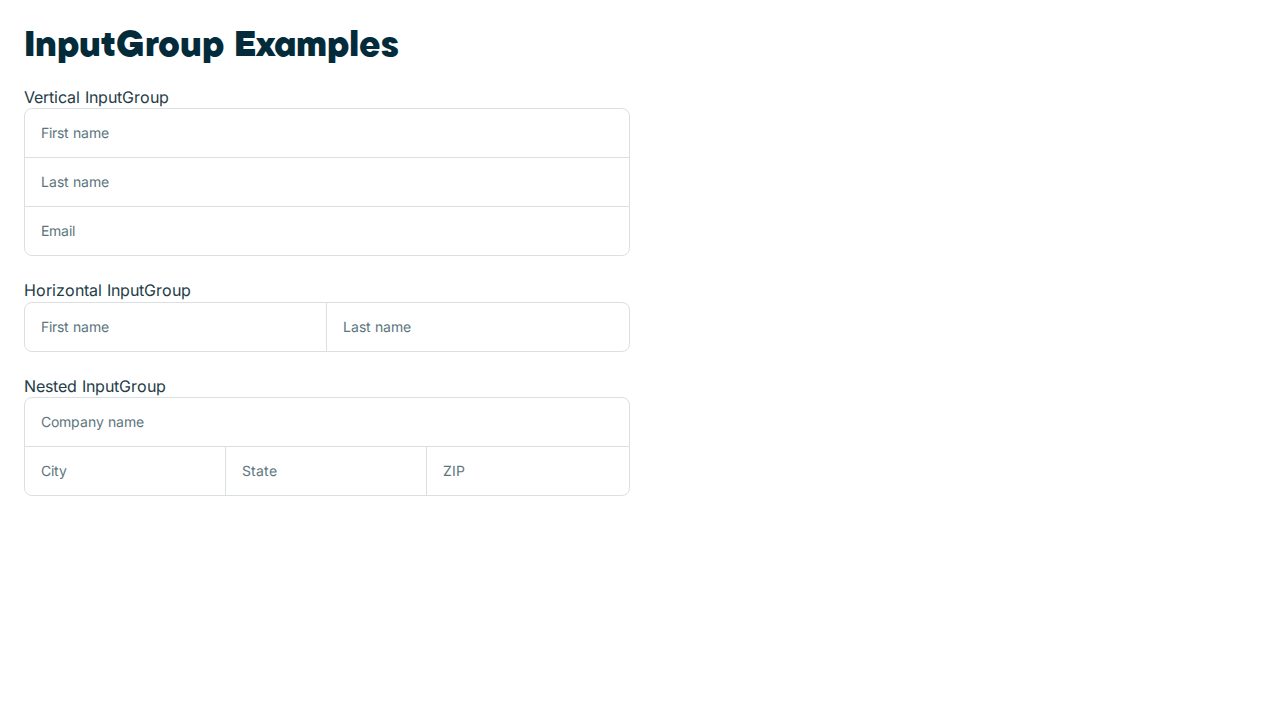 InputGroup Examples
Vertical InputGroup
First name
Last name
Email
Horizontal InputGroup
First name Last name
Nested InputGroup
Company name
City State ZIP